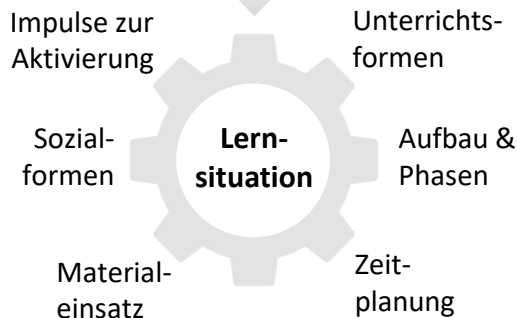 Impulse zur
Aktivierung
Unterrichts-
formen
Sozial-
formen
Lern-
situation
Aufbau &
Phasen
Material-
einsatz
Zeit-
planung